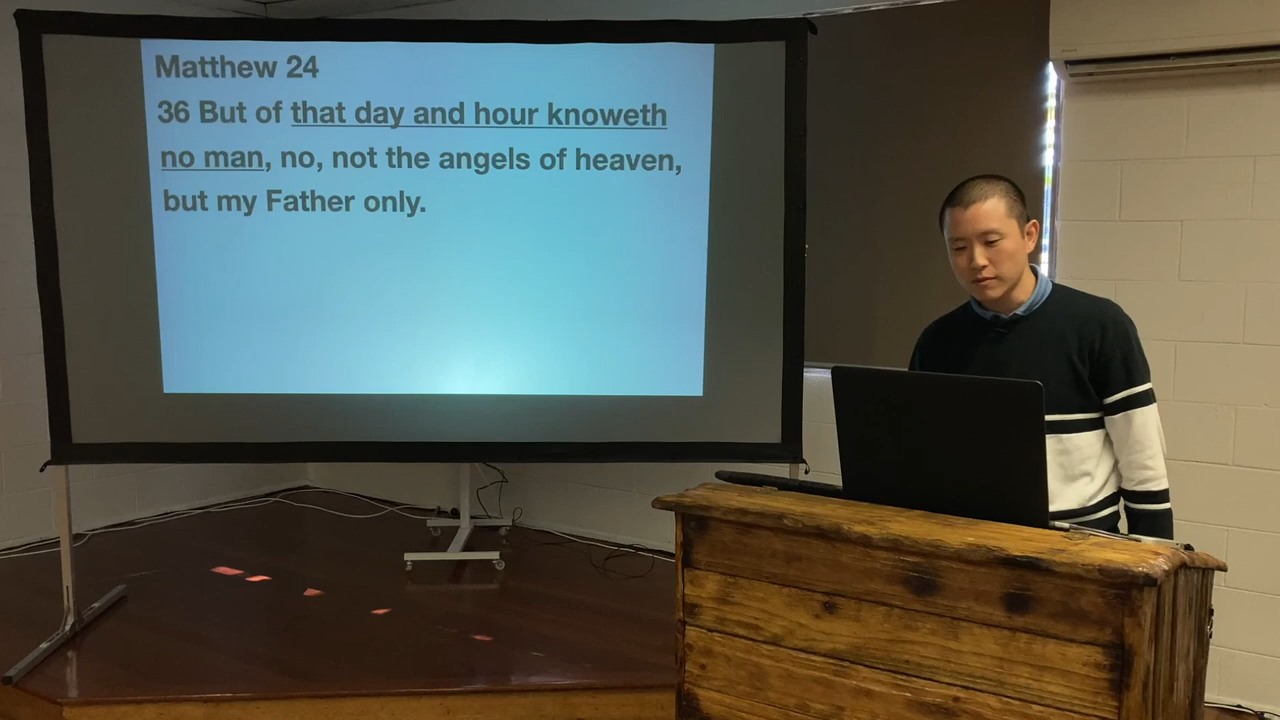 Matthew 24
36 But of that day and hour knoweth
no man, no, not the angels of heaven,
but my Father only.